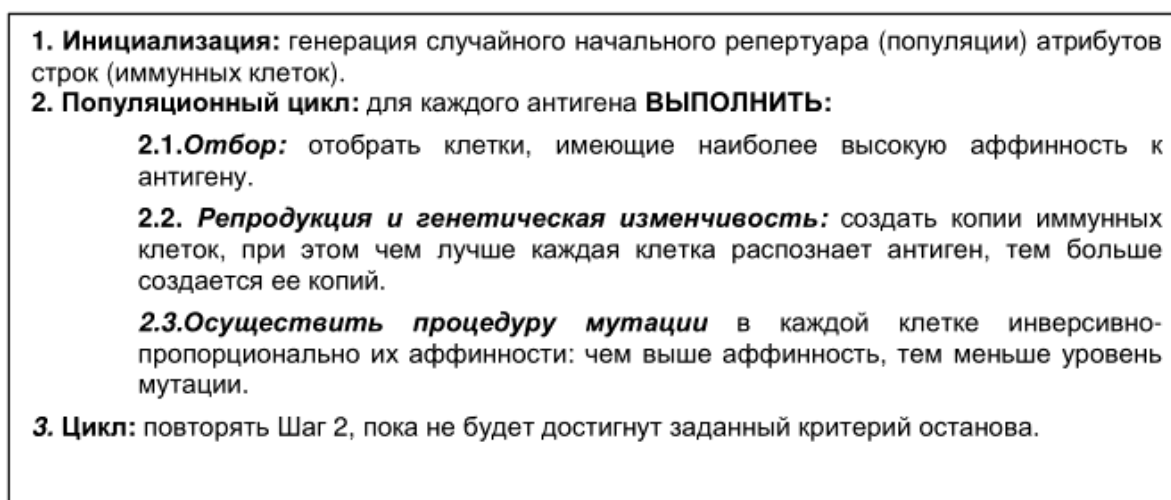 1. Инициализация: генерация случайного начального репертуара (популяции) атрибутов
строк (иммунных клеток).
2. Популяционный цикл: для каждого антигена ВЫПОЛНИТЬ:
2.1.Отбор: отобрать клетки, имеющие наиболее высокую аффинность к
антигену.
2.2. Репродукция и генетическая изменчивость: создать копии иммунных
клеток, при этом чем лучше каждая клетка распознает антиген, тем больше
создается ее копий.
2.3.Осуществить процедуру мутации в каждой клетке инверсивно-
пропорционально их аффинности: чем выше аффинность, тем меньше уровень
мутации.
3. Цикл: повторять Шаг 2, пока не будет достигнут заданный критерий останова.